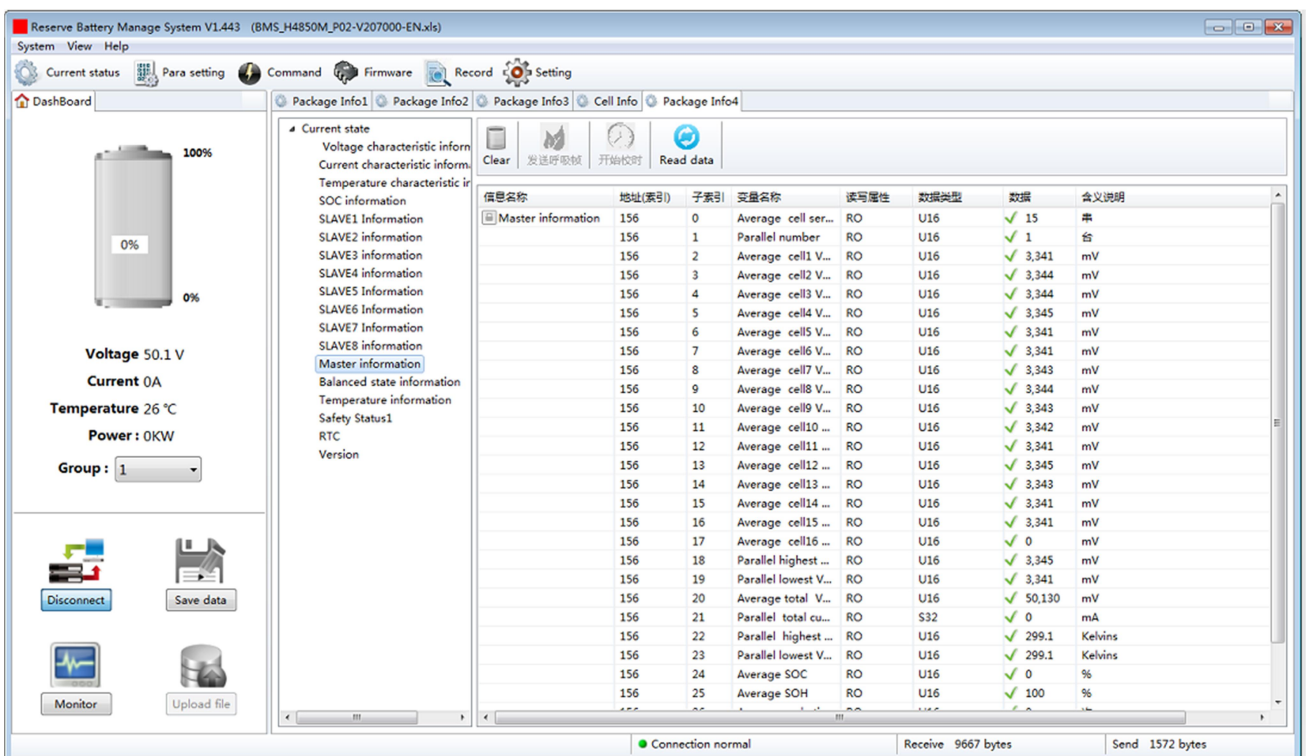 Reserve Battery Manage System V1.443 (BMS_H4850M_P02-V207000-EN.xls)
System View Help
Current status Para setting Command Firmware Record Setting
DashBoard
Package Info1 Package Info2 Package Info3 Cell Info Package Info4
100%
0%
0%
Voltage 50.1 V
Current 0A
Temperature 26 ℃
Power : 0KW
Group : 1
Disconnect Save data
Monitor Upload file
Current state
Voltage characteristic inforn
Current characteristic inform.
Temperature characteristic ir
SOC information
SLAVE1 Information
SLAVE2 information
SLAVE3 information
SLAVE4 information
SLAVE5 Information
SLAVE6 Information
SLAVE7 Information
SLAVE8 information
Master information
Balanced state information
Temperature information
Safety Status1
RTC
Version
Clear 发送呼吸帧 开始校时 Read data
信息名称 地址(索引) 子索引 变量名称 读写属性 数据类型 数据 含义说明
Master information 156 0 Average cell ser... RO U16 15 串
156 1 Parallel number RO U16 1 台
156 2 Average cell1 V... RO U16 3,341 mV
156 3 Average cell2 V... RO U16 3,344 mV
156 4 Average cell3 V... RO U16 3,344 mV
156 5 Average cell4 V... RO U16 3,345 mV
156 6 Average cell5 V... RO U16 3,341 mV
156 7 Average cell6 V... RO U16 3,341 mV
156 8 Average cell7 V... RO U16 3,343 mV
156 9 Average cell8 V... RO U16 3,344 mV
156 10 Average cell9 V... RO U16 3,343 mV
156 11 Average cell10 ... RO U16 3,342 mV
156 12 Average cell11 ... RO U16 3,341 mV
156 13 Average cell12 ... RO U16 3,345 mV
156 14 Average cell13 ... RO U16 3,343 mV
156 15 Average cell14 ... RO U16 3,341 mV
156 16 Average cell15 ... RO U16 3,341 mV
156 17 Average cell16 ... RO U16 0 mV
156 18 Parallel highest ... RO U16 3,345 mV
156 19 Parallel lowest V... RO U16 3,341 mV
156 20 Average total V... RO U16 50,130 mV
156 21 Parallel total cu... RO S32 0 mA
156 22 Parallel highest ... RO U16 299.1 Kelvins
156 23 Parallel lowest V... RO U16 299.1 Kelvins
156 24 Average SOC RO U16 0 %
156 25 Average SOH RO U16 100 %
Connection normal Receive 9667 bytes Send 1572 bytes